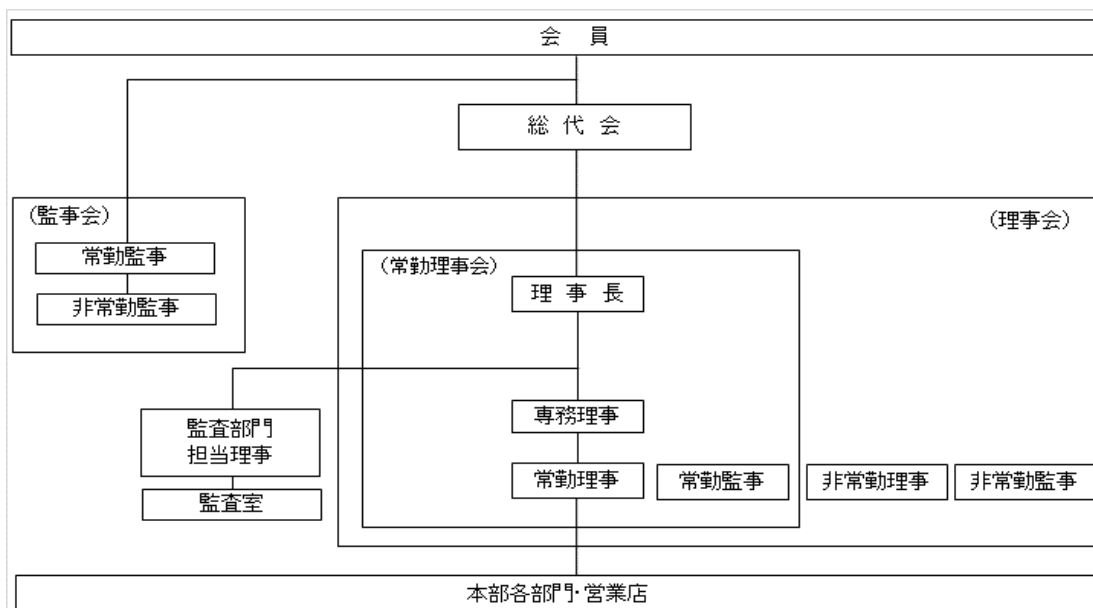 会 員
総 代 会
(監事会)
常勤監事
非常勤監事
(理事会)
(常勤理事会)
理 事 長
監査部門
担当理事
監査室
専務理事
常勤理事
常勤監事
非常勤理事
非常勤監事
本部各部門・営業店